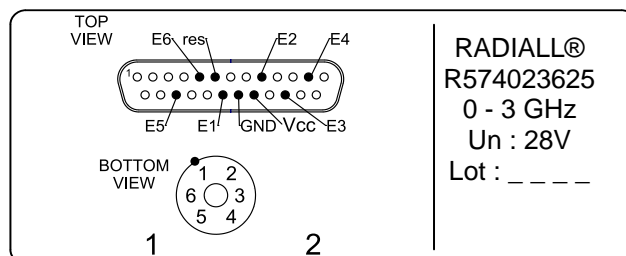 TOP
VIEW
E6 res E2 E4
1
E5 E1 GND Vcc E3
BOTTOM
VIEW
1 2
6 3
5 4
1 2
RADIALL®
R574023625
0 - 3 GHz
Un : 28V
Lot : _ _ _ _